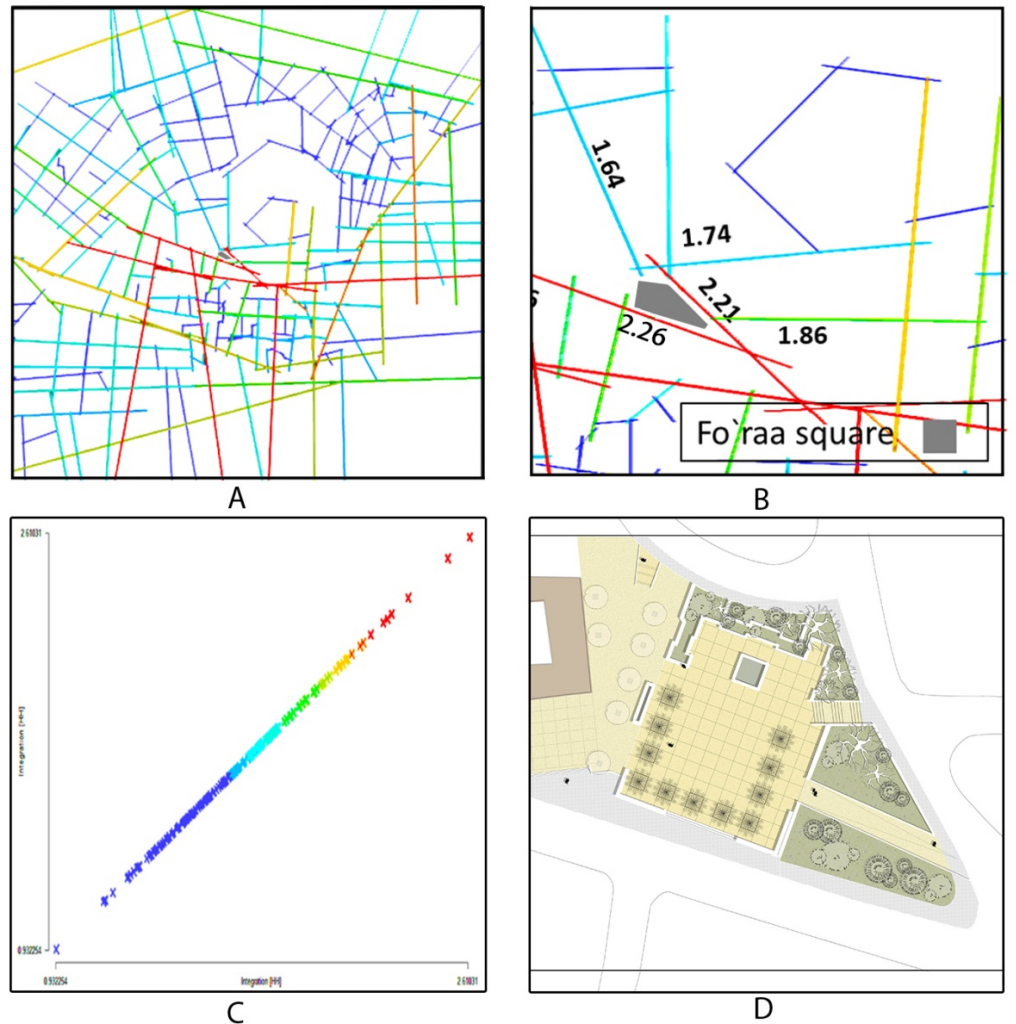 A
1.64
1.74
2.21
2.26
1.86
6
Fo`raa square
B
2.61031
Integration [HH]
0.932254
0.932254
Integration [HH]
2.61031
C
D